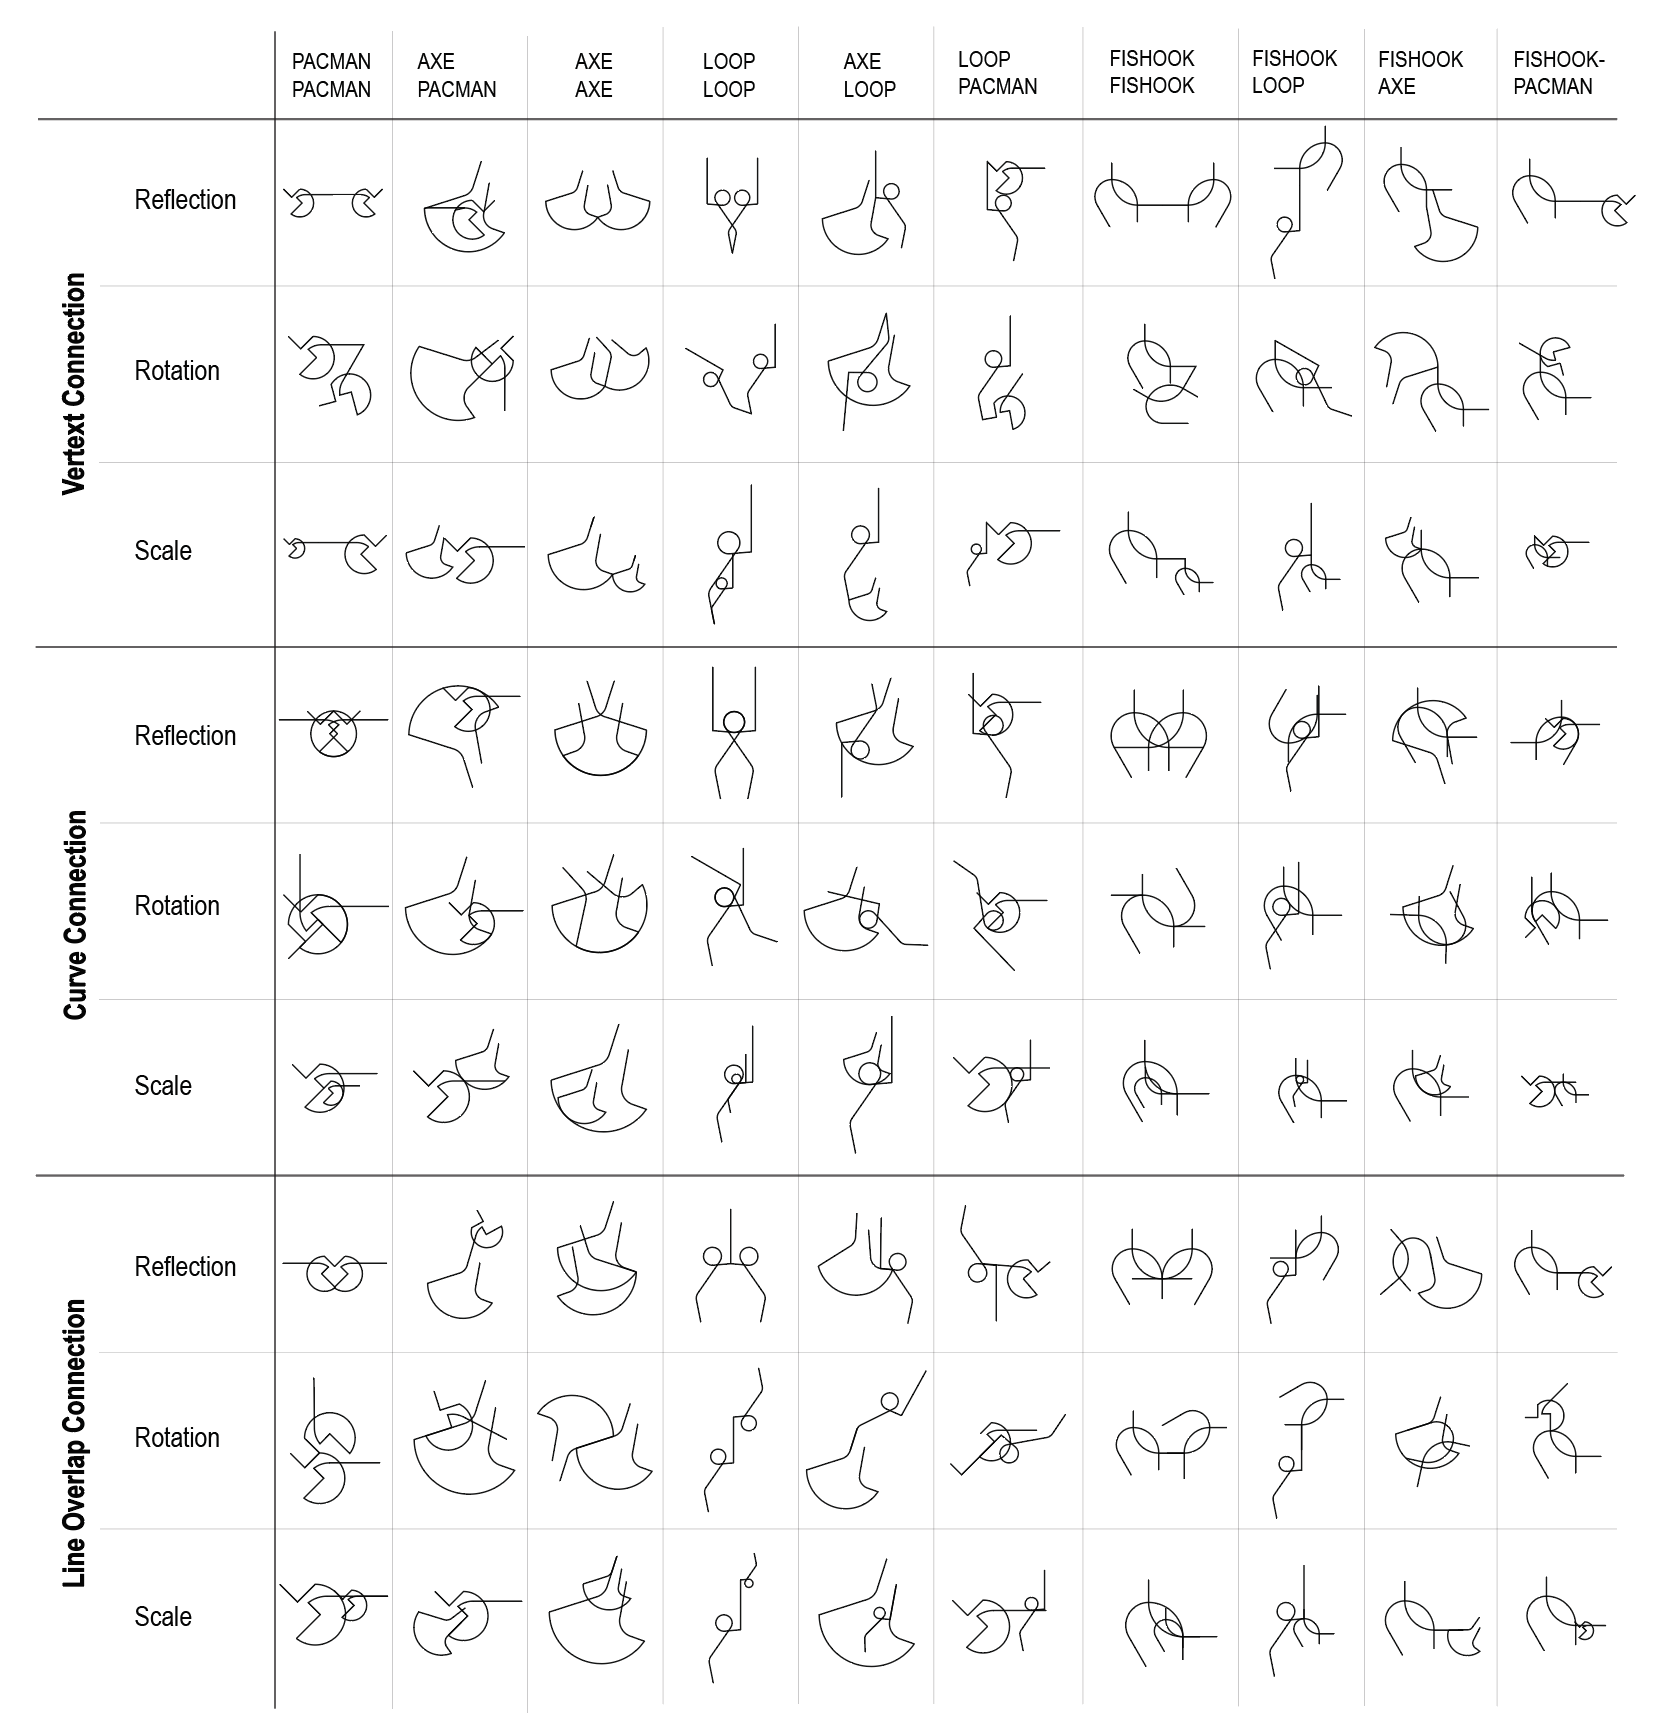 PACMAN
PACMAN
AXE
PACMAN
AXE
AXE
LOOP
LOOP
AXE
LOOP
LOOP
PACMAN
FISHOOK
FISHOOK
FISHOOK
LOOP
FISHOOK
AXE
FISHOOK-
PACMAN
Vertext Connection
Reflection
Rotation
Scale
Curve Connection
Reflection
Rotation
Scale
Line Overlap Connection
Reflection
Rotation
Scale